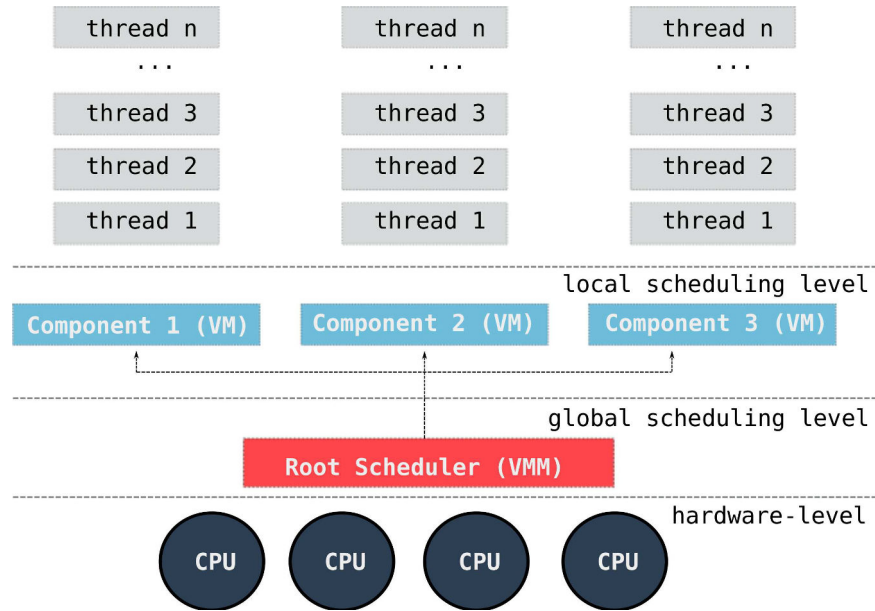 thread n thread n thread n
... ... ...
thread 3 thread 3 thread 3
thread 2 thread 2 thread 2
thread 1 thread 1 thread 1
local scheduling level
Component 1 (VM) Component 2 (VM) Component 3 (VM)
global scheduling level
Root Scheduler (VMM)
hardware-level
CPU CPU CPU CPU